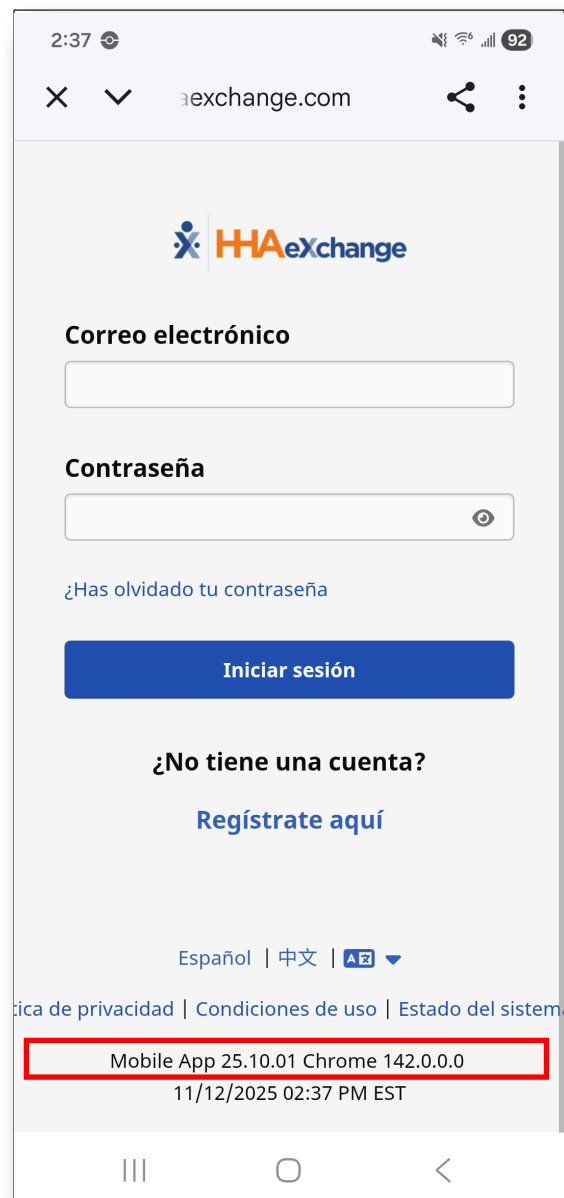 2:37 92
aexchange.com
HHAeXchange
Correo electrónico
Contraseña
¿Has olvidado tu contraseña
Iniciar sesión
¿No tiene una cuenta?
Regístrate aquí
Español | 中文 |
tica de privacidad | Condiciones de uso | Estado del sistema
Mobile App 25.10.01 Chrome 142.0.0.0
11/12/2025 02:37 PM EST